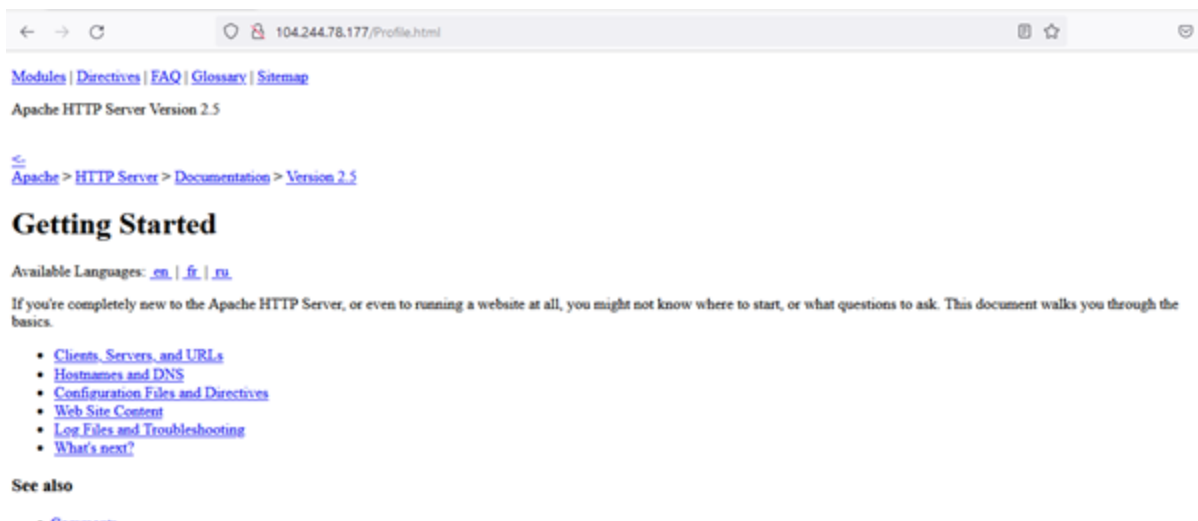 104.244.78.177/Profile.html
Modules | Directives | FAQ | Glossary | Sitemap
Apache HTTP Server Version 2.5
<-
Apache > HTTP Server > Documentation > Version 2.5
Getting Started
Available Languages: en | fr | ru
If you're completely new to the Apache HTTP Server, or even to running a website at all, you might not know where to start, or what questions to ask. This document walks you through the
basics.
• Clients, Servers, and URLs
• Hostnames and DNS
• Configuration Files and Directives
• Web Site Content
• Log Files and Troubleshooting
• What's next?
See also